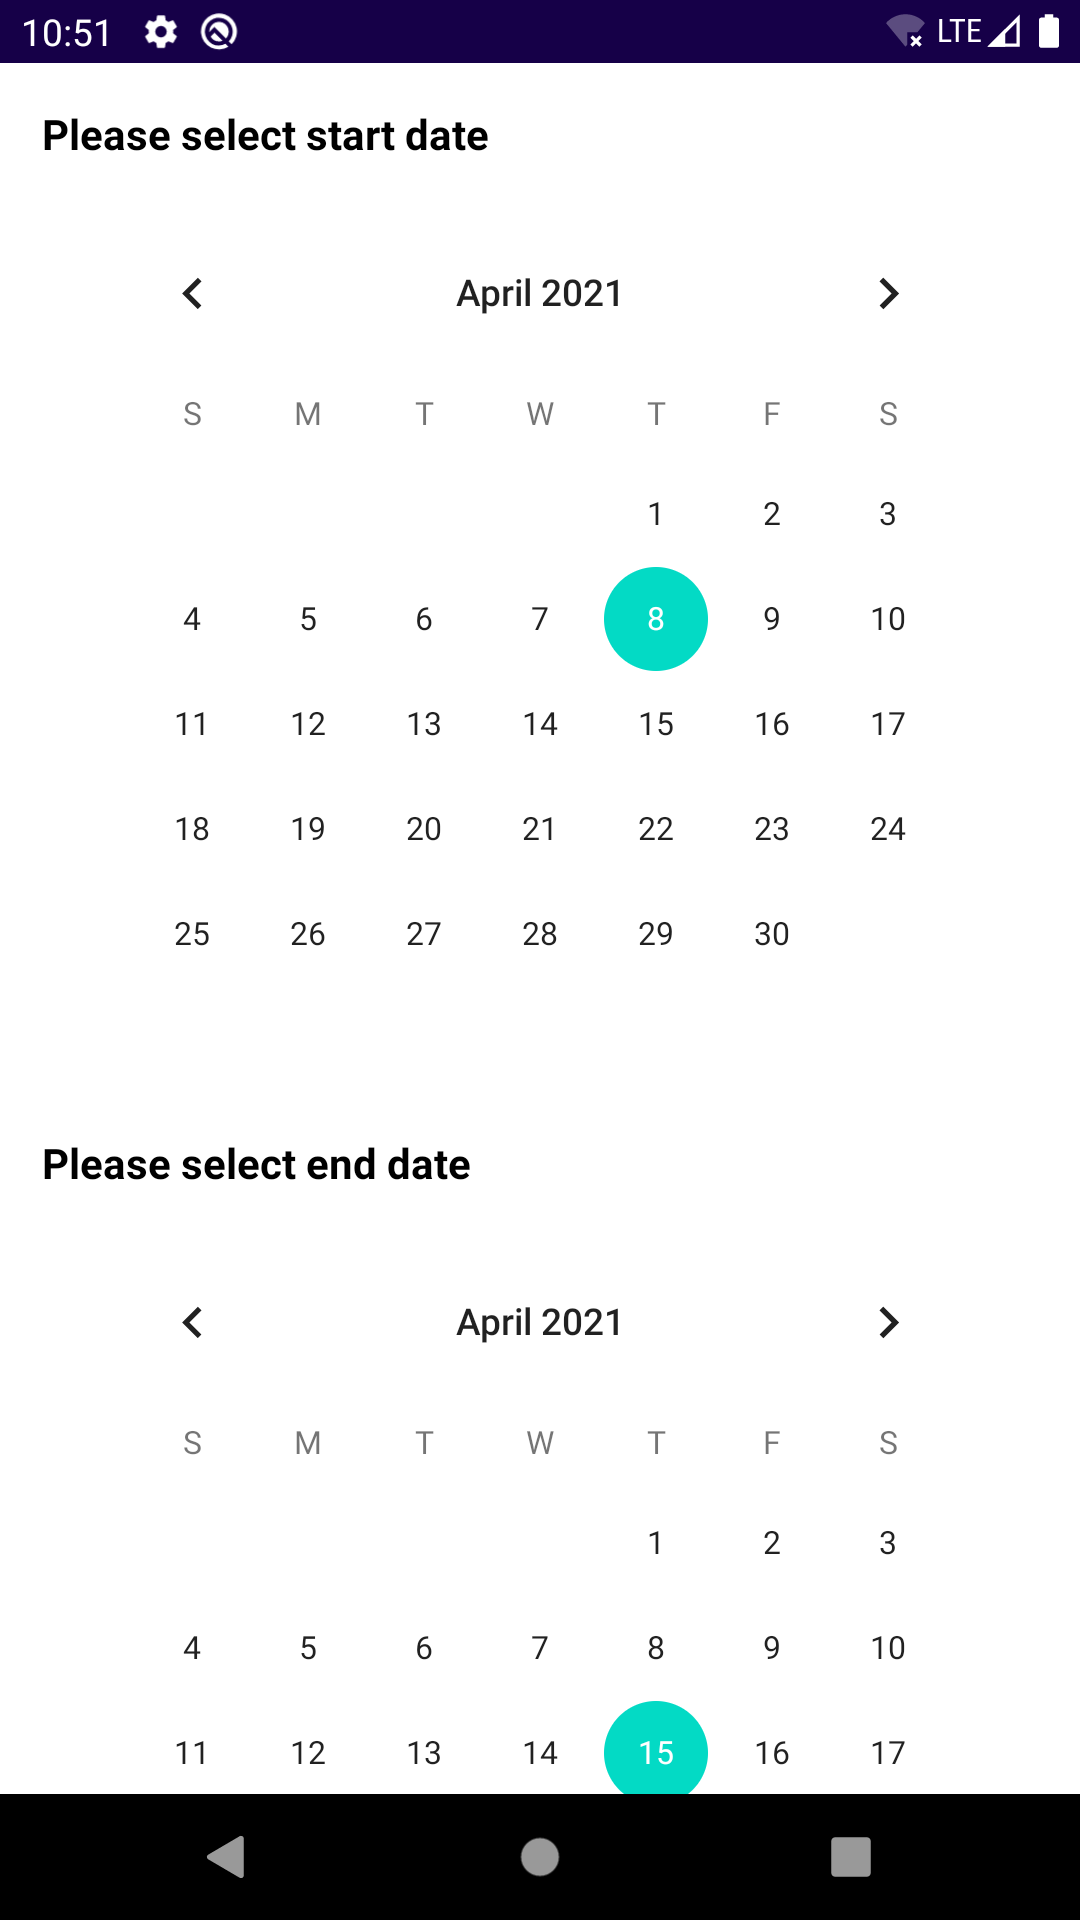 10:51 LTE
Please select start date
April 2021
S M T W T F S
1 2 3
4 5 6 7 8 9 10
11 12 13 14 15 16 17
18 19 20 21 22 23 24
25 26 27 28 29 30
Please select end date
April 2021
S M T W T F S
1 2 3
4 5 6 7 8 9 10
11 12 13 14 15 16 17